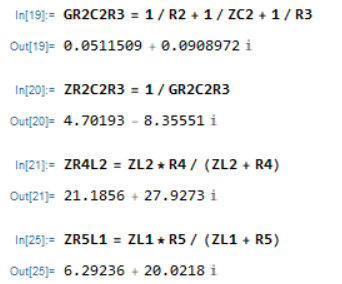 In[19]:= GR2C2R3 = 1 / R2 + 1 / ZC2 + 1 / R3
Out[19]= 0.0511509 + 0.0908972 i
In[20]:= ZR2C2R3 = 1 / GR2C2R3
Out[20]= 4.70193 - 8.35551 i
In[21]:= ZR4L2 = ZL2 * R4 / (ZL2 + R4)
Out[21]= 21.1856 + 27.9273 i
In[25]:= ZR5L1 = ZL1 * R5 / (ZL1 + R5)
Out[25]= 6.29236 + 20.0218 i